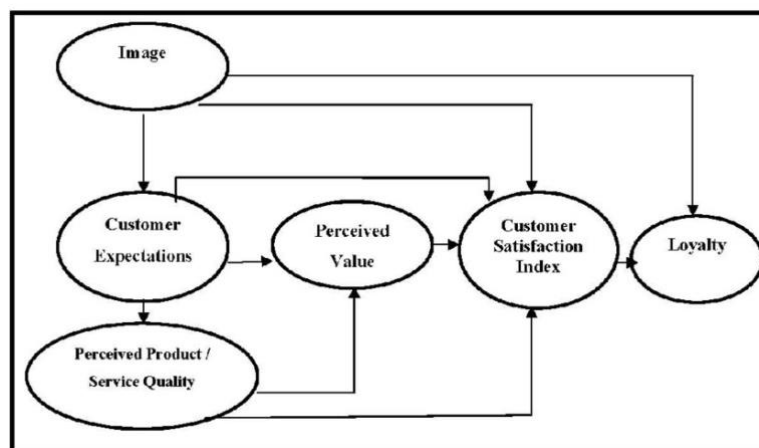 Image
Customer
Expectations
Perceived
Value
Customer
Satisfaction
Index
Loyalty
Perceived Product /
Service Quality